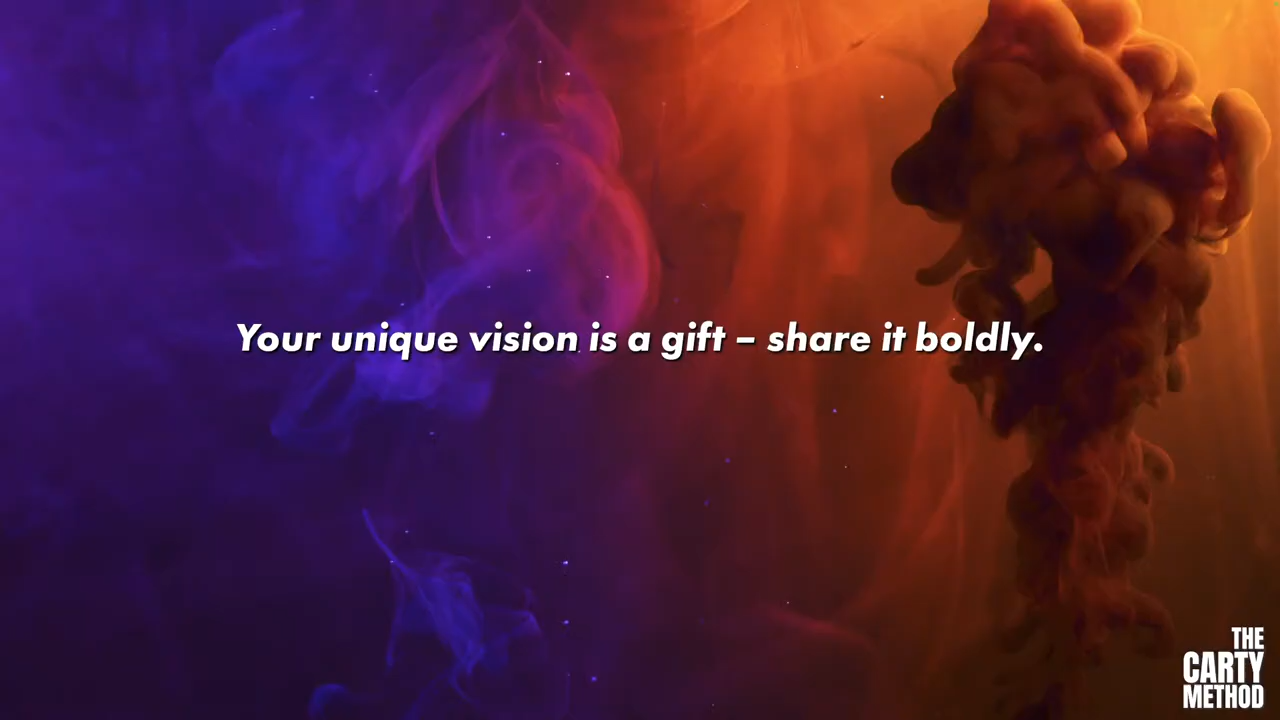 Your unique vision is a gift – share it boldly.
THE
CARTY
METHOD